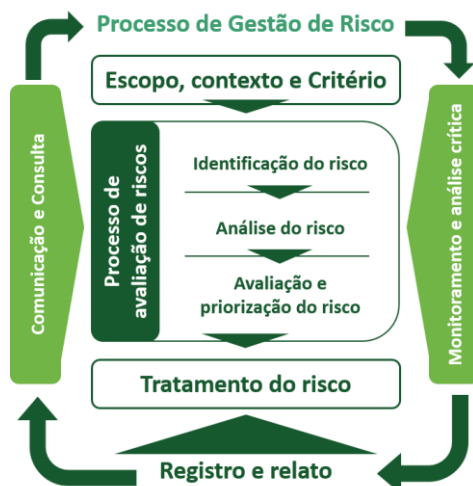 Processo de Gestão de Risco
Escopo, contexto e Critério
Comunicação e Consulta
Processo de
avaliação de riscos
Identificação do risco
Análise do risco
Avaliação e
priorização do risco
Monitoramento e análise crítica
Tratamento do risco
Registro e relato